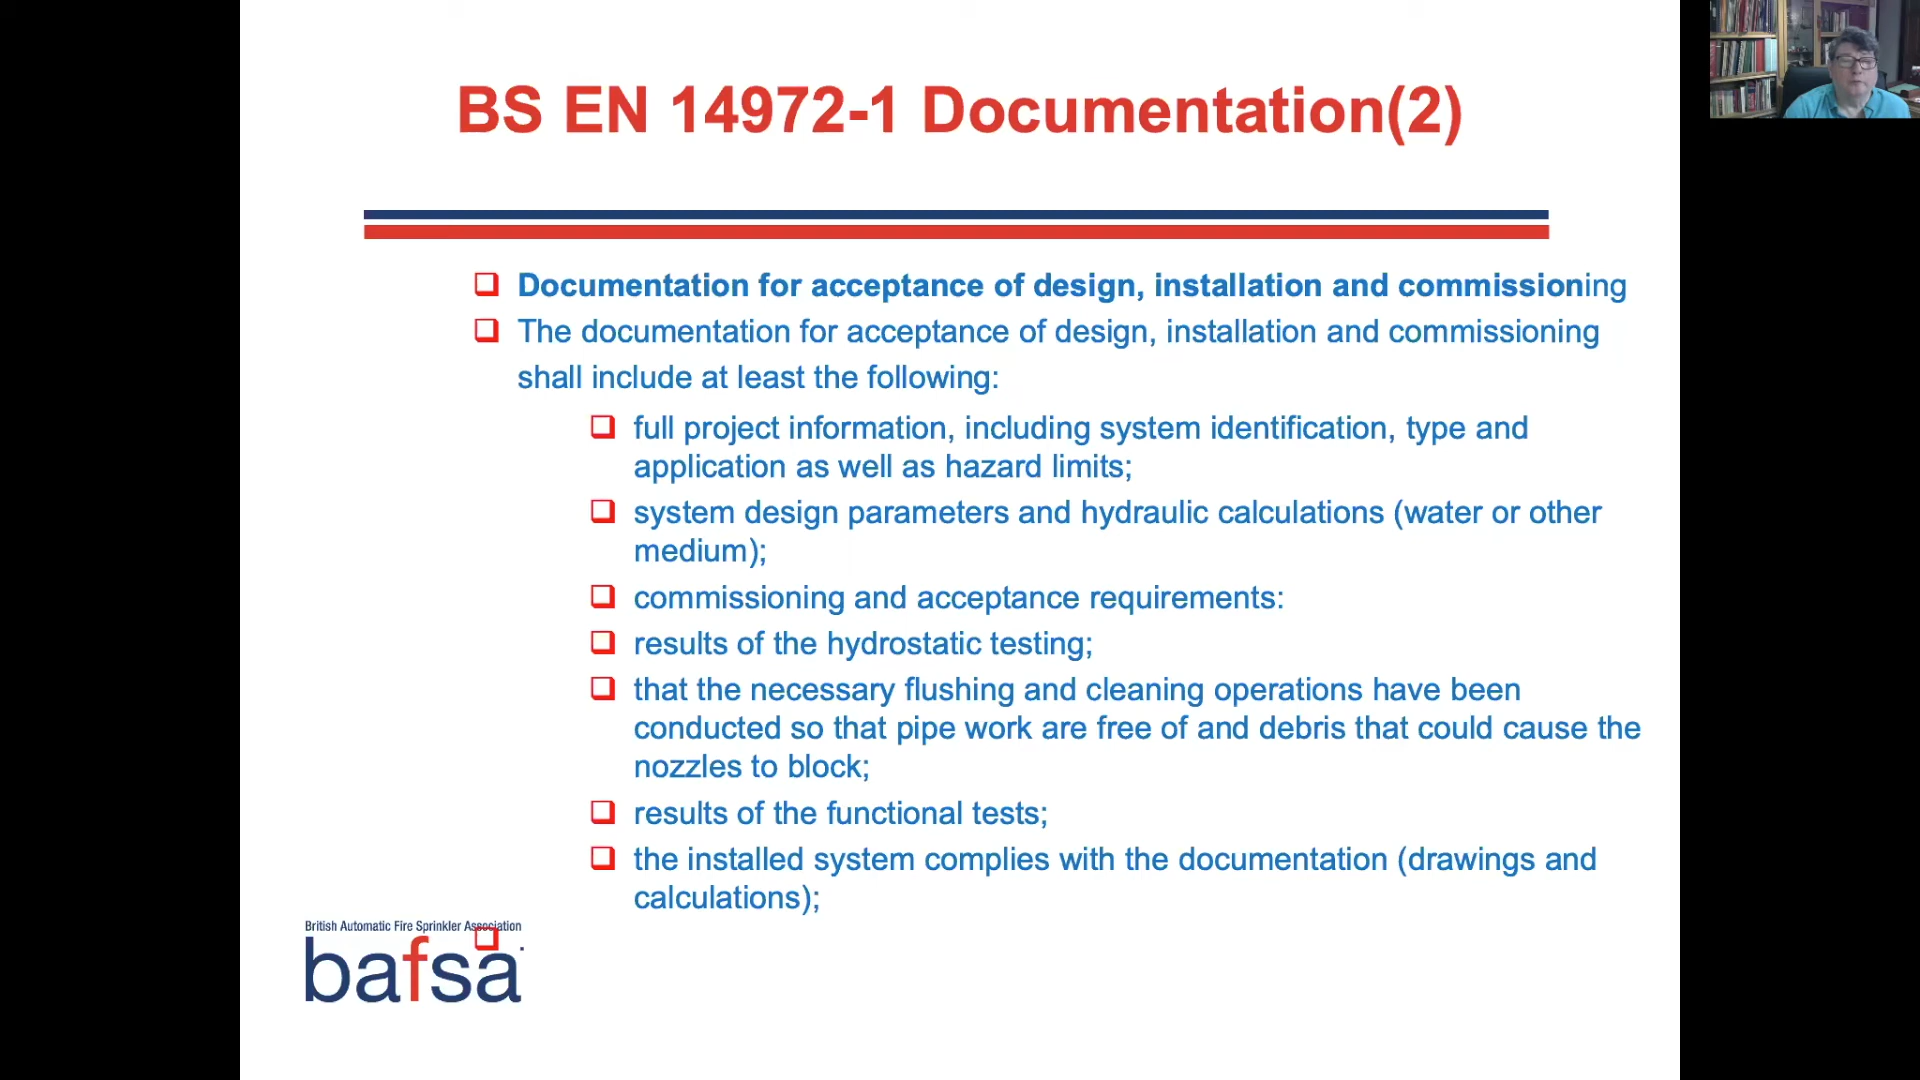 BS EN 14972-1 Documentation(2)
Documentation for acceptance of design, installation and commissioning
The documentation for acceptance of design, installation and commissioning
shall include at least the following:
full project information, including system identification, type and
application as well as hazard limits;
system design parameters and hydraulic calculations (water or other
medium);
commissioning and acceptance requirements:
results of the hydrostatic testing;
that the necessary flushing and cleaning operations have been
conducted so that pipe work are free of and debris that could cause the
nozzles to block;
results of the functional tests;
the installed system complies with the documentation (drawings and
calculations);
British Automatic Fire Sprinkler Association
bafsa